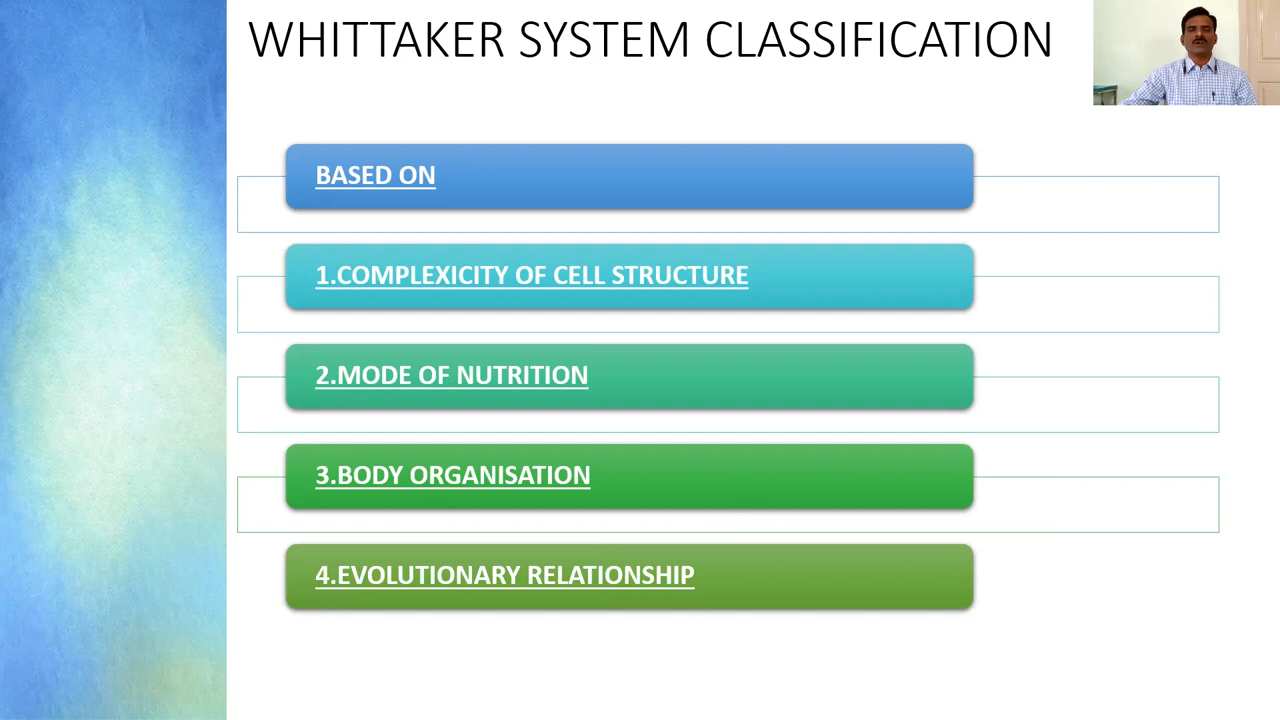 WHITTAKER SYSTEM CLASSIFICATION
BASED ON
1.COMPLEXICITY OF CELL STRUCTURE
2.MODE OF NUTRITION
3.BODY ORGANISATION
4.EVOLUTIONARY RELATIONSHIP